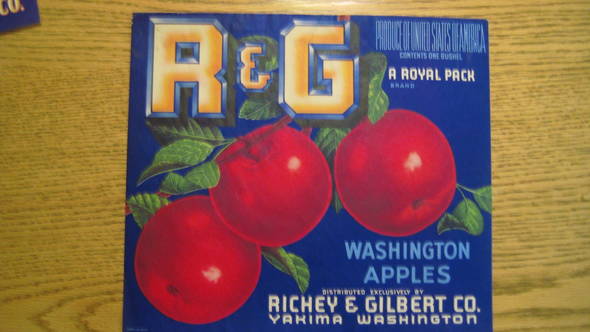 CO.
R & G
PRODUCE OF UNITED STATES OF AMERICA
CONTENTS ONE BUSHEL
A ROYAL PACK
BRAND
WASHINGTON
APPLES
DISTRIBUTED EXCLUSIVELY BY
RICHEY & GILBERT CO.
YAKIMA WASHINGTON